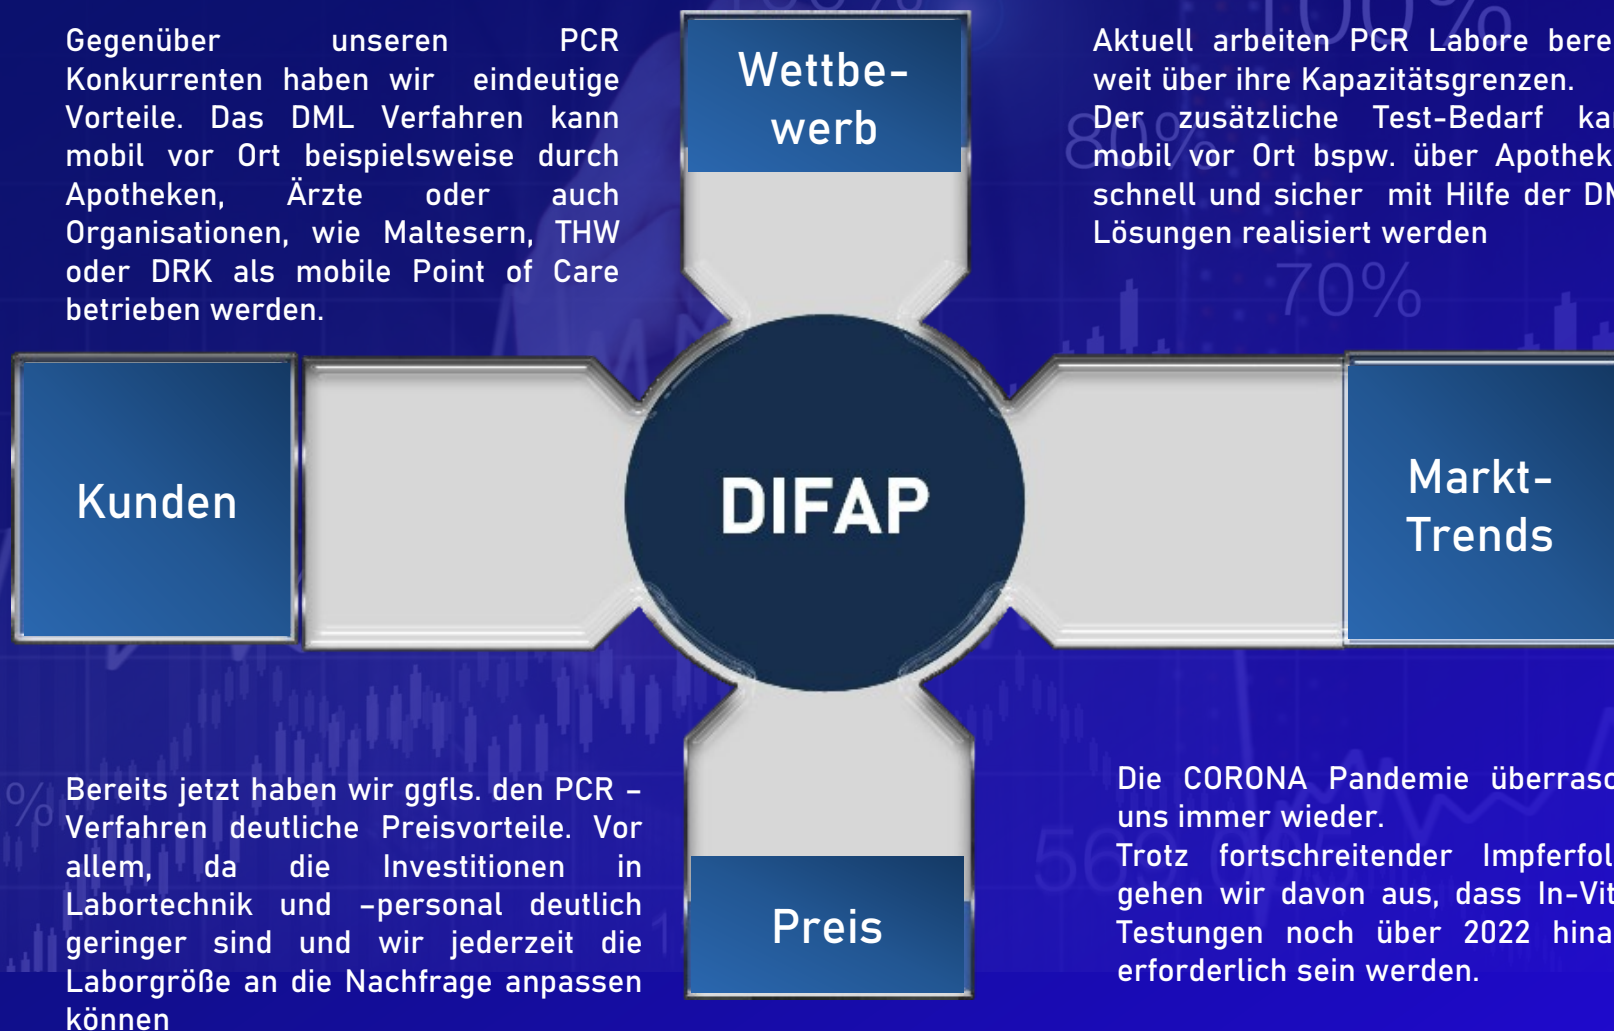 Gegenüber unseren PCR
Konkurrenten haben wir eindeutige
Vorteile. Das DML Verfahren kann
mobil vor Ort beispielsweise durch
Apotheken, Ärzte oder auch
Organisationen, wie Maltesern, THW
oder DRK als mobile Point of Care
betrieben werden.
Wettbe-
werb
Aktuell arbeiten PCR Labore
weit über ihre Kapazitätsgrenzen.
Der zusätzliche Test-Bedarf
mobil vor Ort bspw. über
schnell und sicher mit Hilfe der
Lösungen realisiert werden
100%
80%
70%
Kunden
DIFAP
Markt-
Trends
Bereits jetzt haben wir ggfls. den PCR –
Verfahren deutliche Preisvorteile. Vor
allem, da die Investitionen in
Labortechnik und –personal deutlich
geringer sind und wir jederzeit die
Laborgröße an die Nachfrage anpassen
können
Preis
Die CORONA Pandemie
uns immer wieder.
Trotz fortschreitender
gehen wir davon aus, dass
Testungen noch über 2022
erforderlich sein werden.